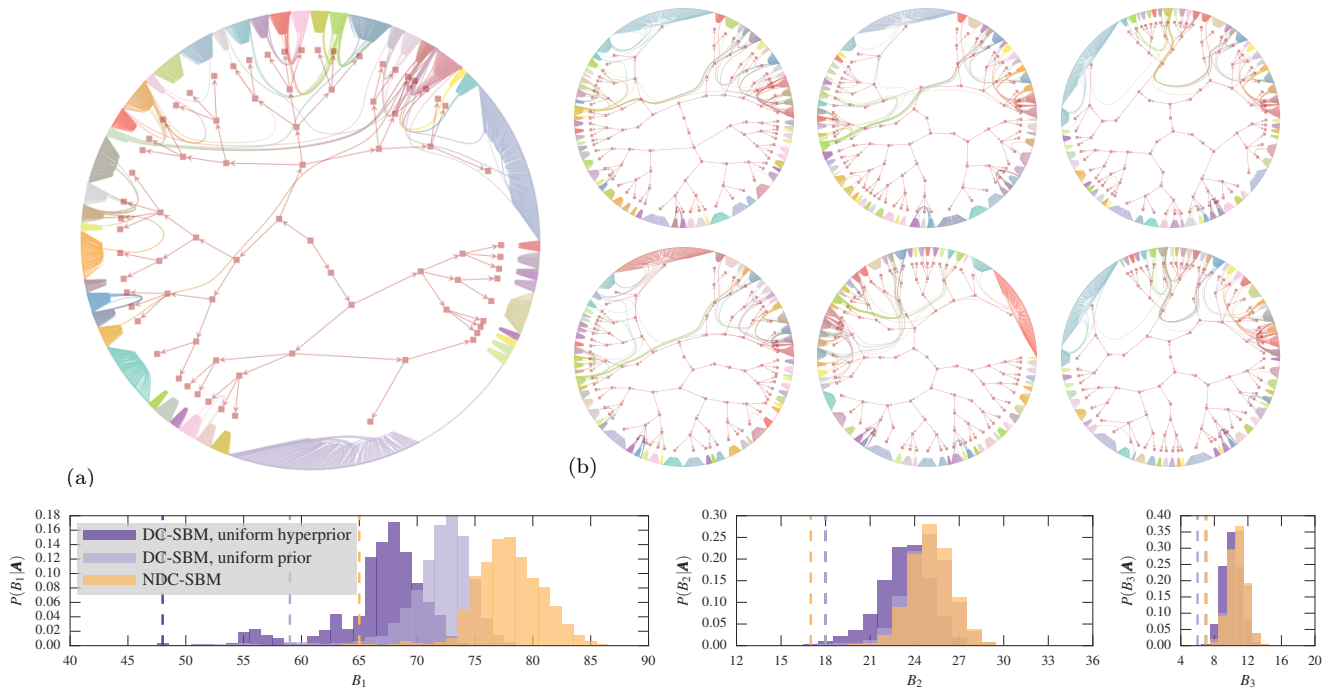 (a)
(b)
P(B₁|A)
0.18
0.16
0.14
0.12
0.10
0.08
0.06
0.04
0.02
0.00
DC-SBM, uniform hyperprior
DC-SBM, uniform prior
NDC-SBM
40 45 50 55 60 65 70 75 80 85 90
B₁
P(B₂|A)
0.30
0.25
0.20
0.15
0.10
0.05
0.00
12 15 18 21 24 27 30 33 36
B₂
P(B₃|A)
0.40
0.35
0.30
0.25
0.20
0.15
0.10
0.05
0.00
4 8 12 16 20
B₃